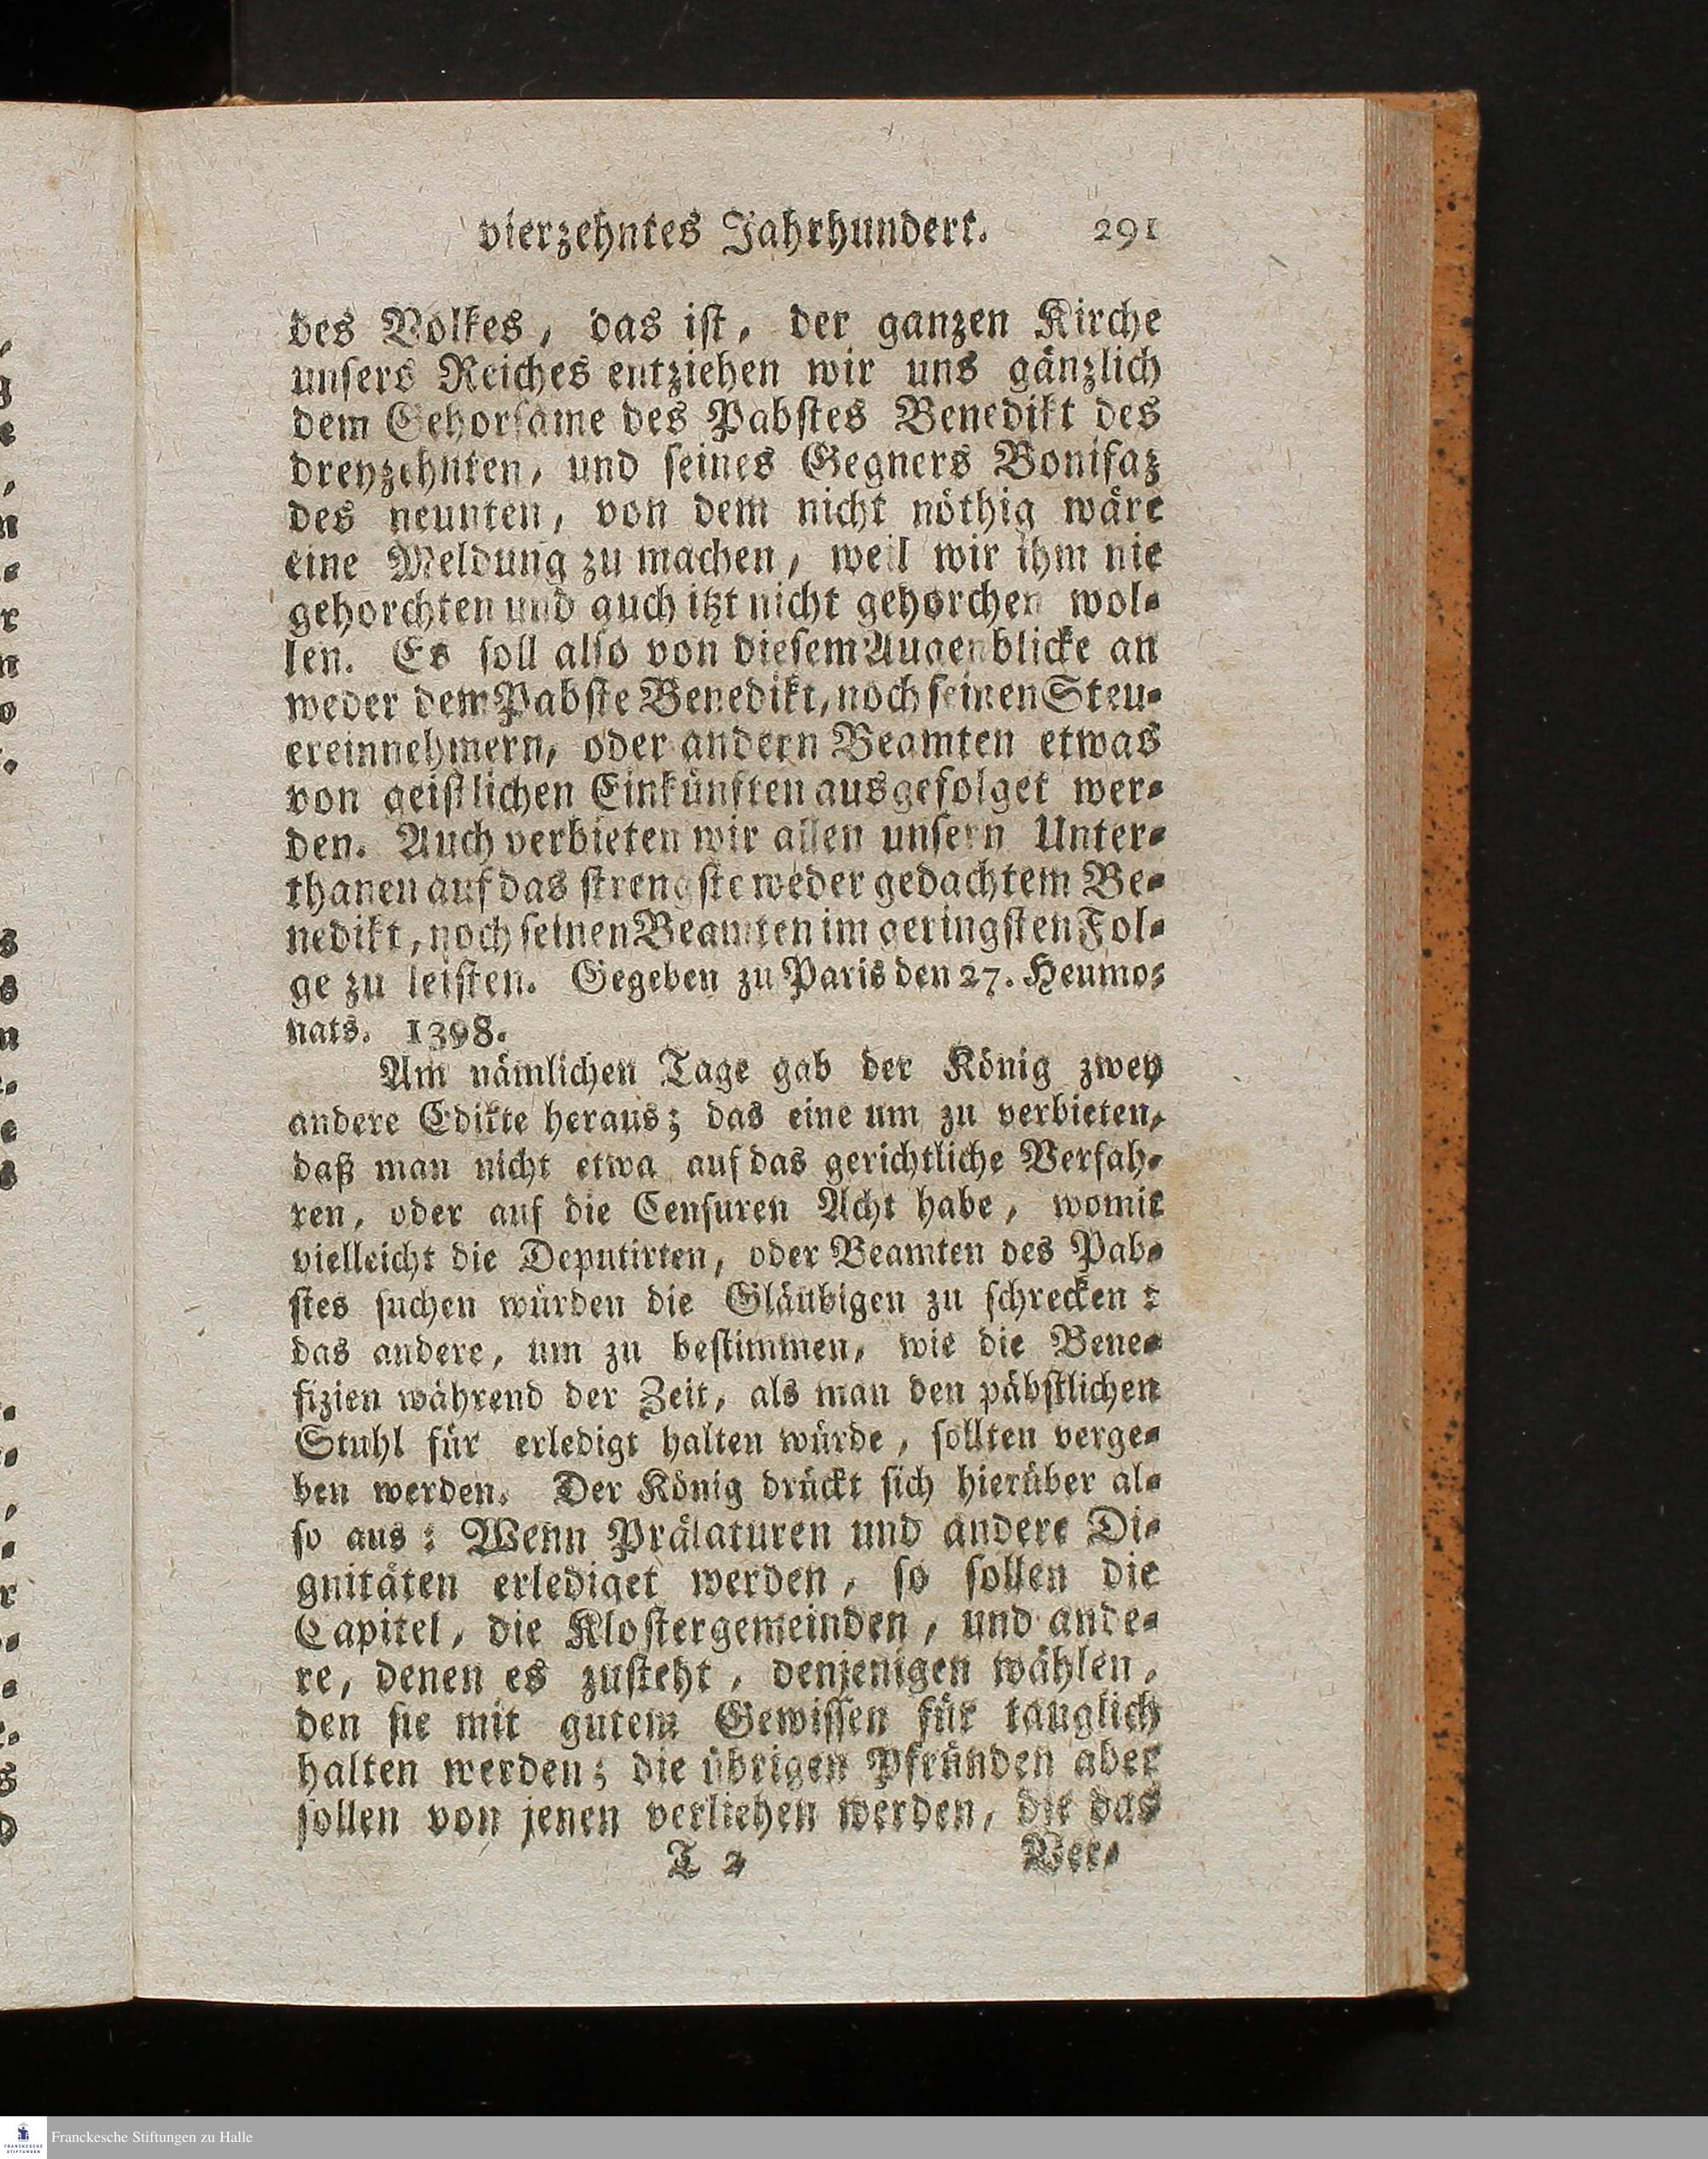 vierzehntes Jahrhundert. 291
des Volkes, das ist, der ganzen Kirche
unsers Reiches entziehen wir uns gänzlich
dem Gehorsame des Pabstes Benedikt des
dreyzehnten, und seines Gegners Bonifaz
des neunten, von dem nicht nöthig wäre
eine Meldung zu machen, weil wir ihm nie
gehorchten und auch itzt nicht gehorchen wol-
len. Es soll also von diesem Augenblicke an
weder dem Pabste Benedikt, noch seinen Steu-
ereinnehmern, oder andern Beamten etwas
von geistlichen Einkünften ausgefolget wer-
den. Auch verbieten wir allen unsern Unter-
thanen auf das strengste weder gedachtem Be-
nedikt, noch seinen Beamten im geringsten Fol-
ge zu leisten. Gegeben zu Paris den 27. Heumo-
nats. 1398.
Am nämlichen Tage gab der König zwey
andere Edikte heraus; das eine um zu verbieten,
daß man nicht etwa auf das gerichtliche Verfah-
ren, oder auf die Censuren Acht habe, womit
vielleicht die Deputirten, oder Beamten des Pab-
stes suchen würden die Gläubigen zu schrecken:
das andere, um zu bestimmen, wie die Bene-
fizien während der Zeit, als man den päbstlichen
Stuhl für erledigt halten würde, sollten verge-
ben werden. Der König drückt sich hierüber al-
so aus: Wenn Prälaturen und andere Di-
gnitäten erlediget werden, so sollen die
Capitel, die Klostergemeinden, und ande-
re, denen es zusteht, denjenigen wählen,
den sie mit gutem Gewissen für tauglich
halten werden; die übrigen Pfründen aber
sollen von jenen verliehen werden, die das
T 2 Ver-
Franckesche Stiftungen zu Halle